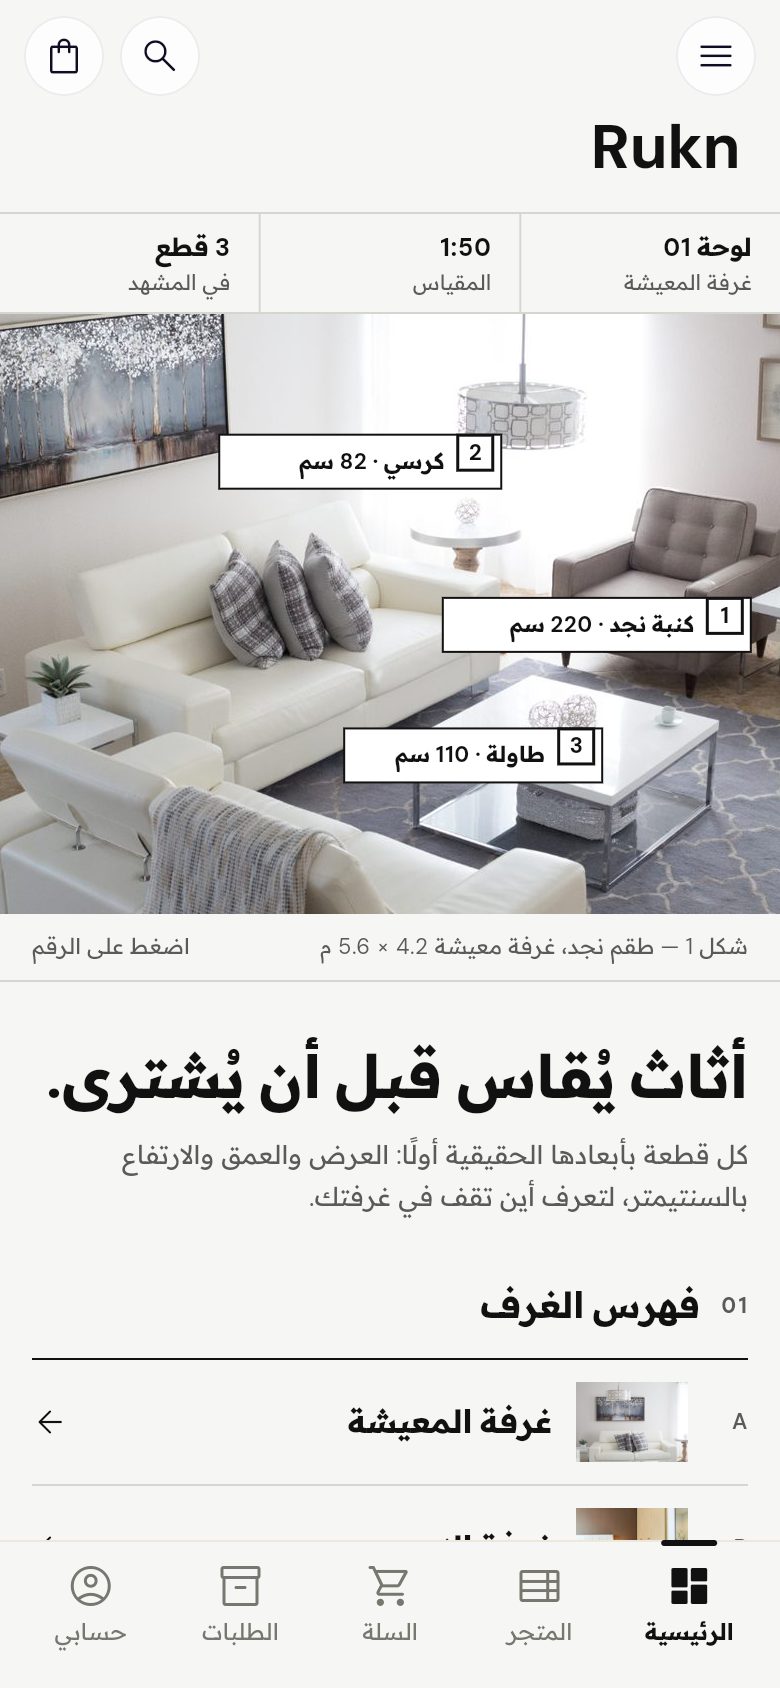 Rukn
لوحة 01
غرفة المعيشة
1:50
المقياس
3 قطع
في المشهد
2 كرسي · 82 سم
1 كنبة نجد · 220 سم
3 طاولة · 110 سم
شكل 1 — طقم نجد، غرفة معيشة 4.2 × 5.6 م
اضغط على الرقم
أثاث يُقاس قبل أن يُشترى.
كل قطعة بأبعادها الحقيقية أولًا: العرض والعمق والارتفاع
بالسنتيمتر، لتعرف أين تقف في غرفتك.
01 فهرس الغرف
A غرفة المعيشة
الرئيسية
المتجر
السلة
الطلبات
حسابي